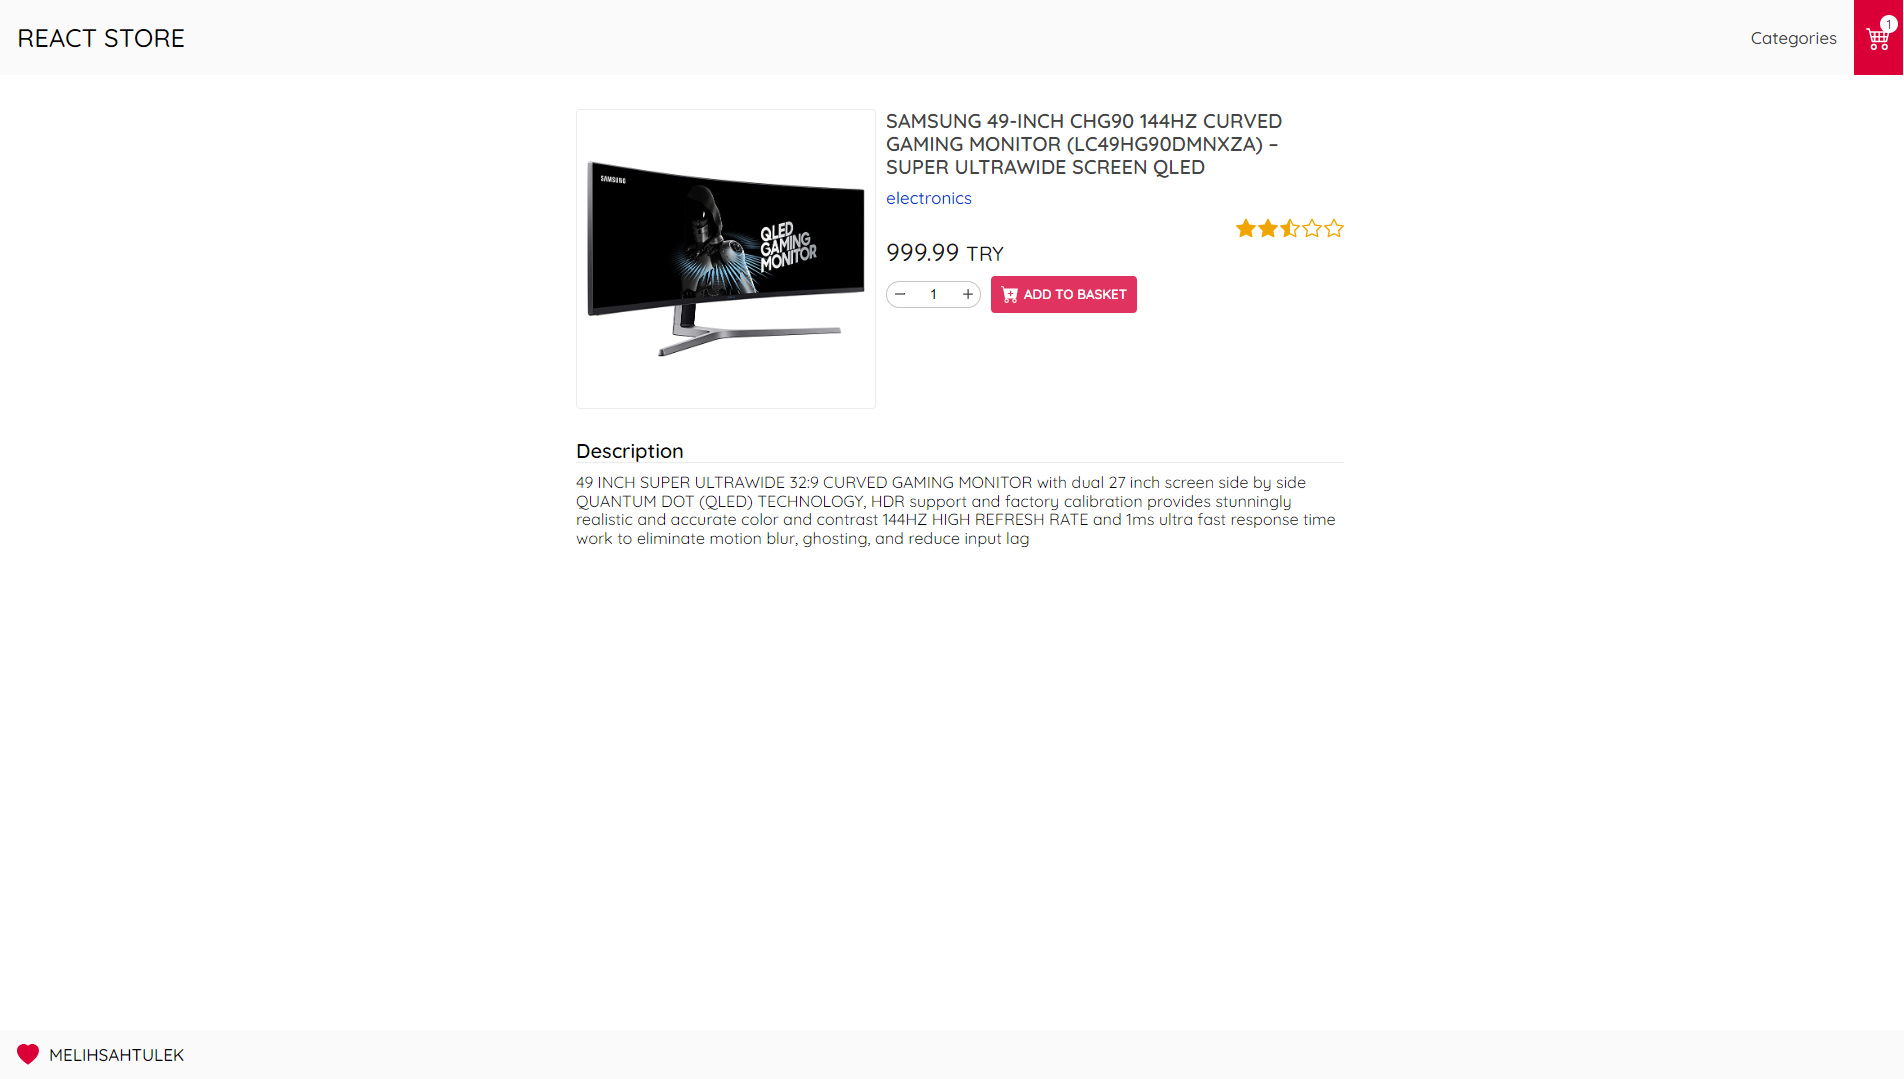 REACT STORE
Categories
1
SAMSUNG
QLED
GAMING
MONITOR
SAMSUNG 49-INCH CHG90 144HZ CURVED
GAMING MONITOR (LC49HG90DMNXZA) –
SUPER ULTRAWIDE SCREEN QLED
electronics
999.99 TRY
1
ADD TO BASKET
Description
49 INCH SUPER ULTRAWIDE 32:9 CURVED GAMING MONITOR with dual 27 inch screen side by side
QUANTUM DOT (QLED) TECHNOLOGY, HDR support and factory calibration provides stunningly
realistic and accurate color and contrast 144HZ HIGH REFRESH RATE and 1ms ultra fast response time
work to eliminate motion blur, ghosting, and reduce input lag
MELIHSAHTULEK